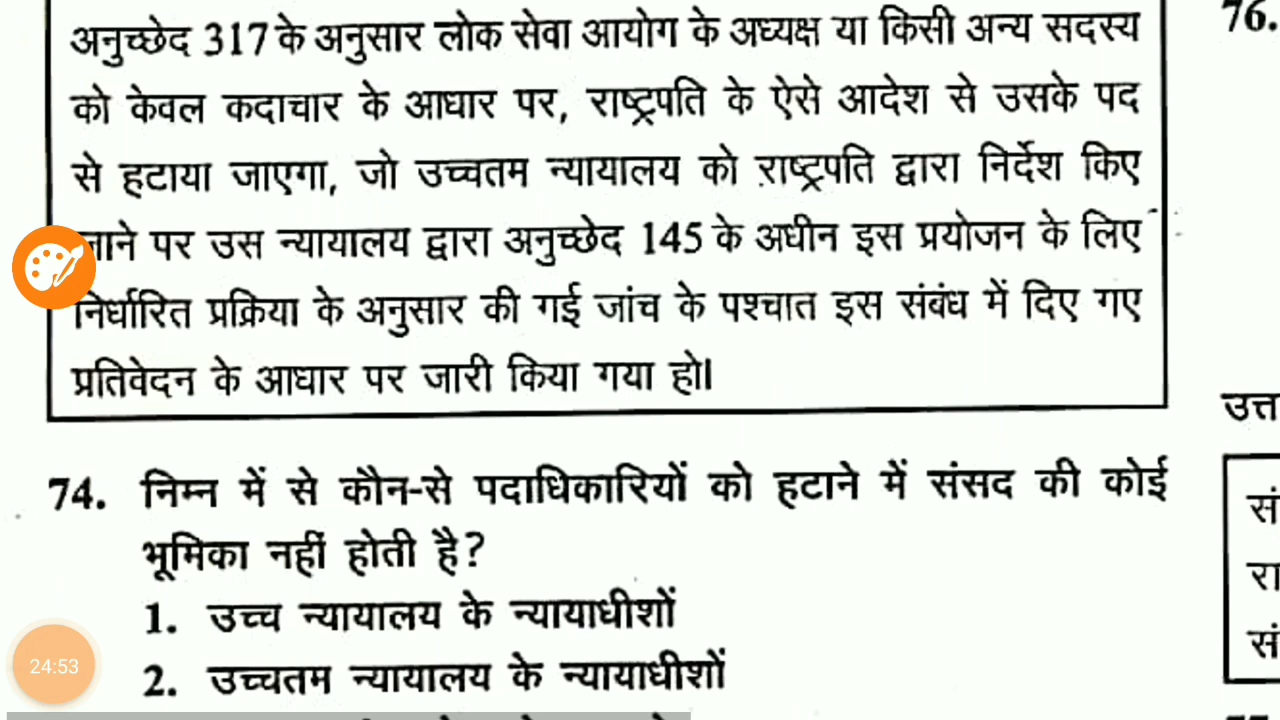 76.
अनुच्छेद 317 के अनुसार लोक सेवा आयोग के अध्यक्ष या किसी अन्य सदस्य
को केवल कदाचार के आधार पर, राष्ट्रपति के ऐसे आदेश से उसके पद
से हटाया जाएगा, जो उच्चतम न्यायालय को राष्ट्रपति द्वारा निर्देश किए
जाने पर उस न्यायालय द्वारा अनुच्छेद 145 के अधीन इस प्रयोजन के लिए
निर्धारित प्रक्रिया के अनुसार की गई जांच के पश्चात इस संबंध में दिए गए
प्रतिवेदन के आधार पर जारी किया गया हो।
74. निम्न में से कौन-से पदाधिकारियों को हटाने में संसद की कोई
भूमिका नहीं होती है?
1. उच्च न्यायालय के न्यायाधीशों
2. उच्चतम न्यायालय के न्यायाधीशों
24:53